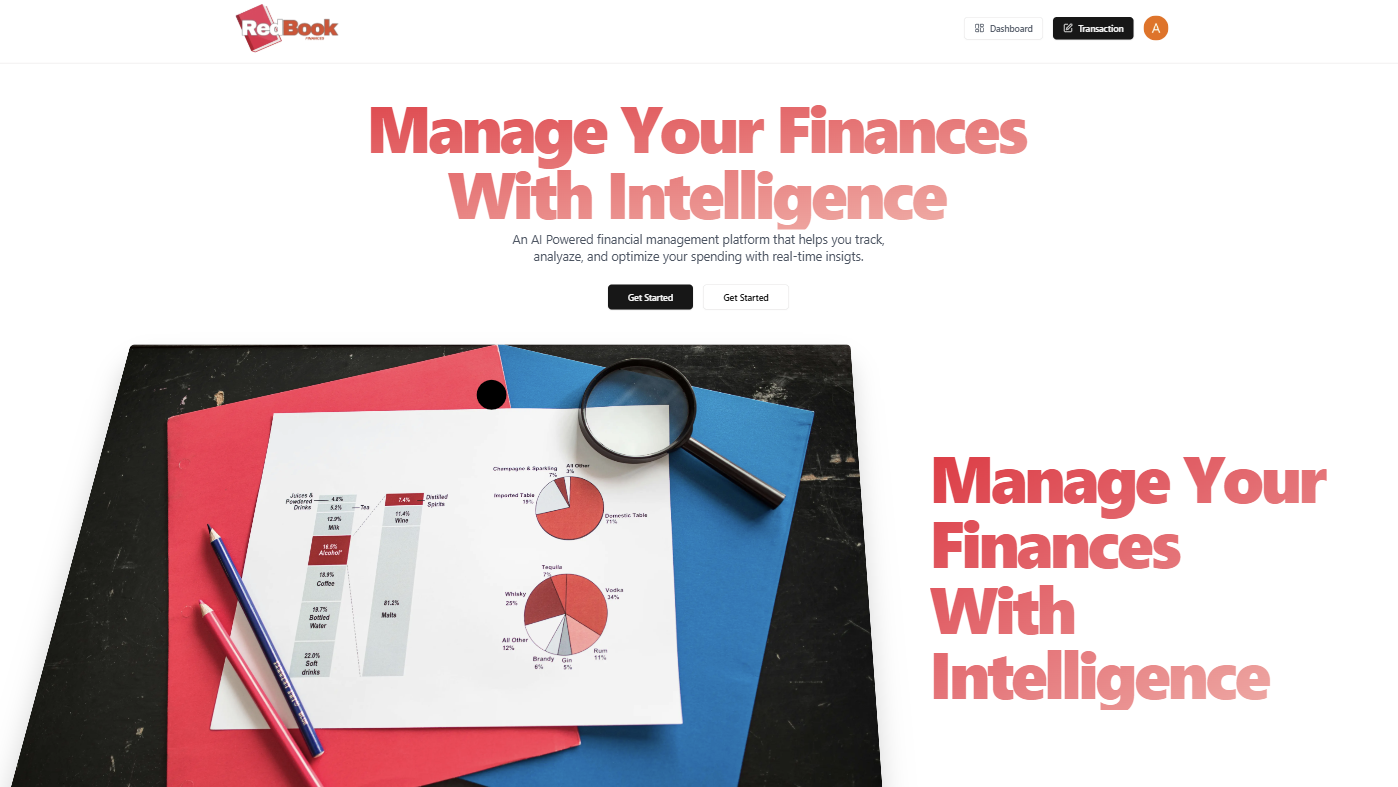 RedBook
FINANCES
Dashboard
Transaction
A
Manage Your Finances
With Intelligence
An AI Powered financial management platform that helps you track,
analyaze, and optimize your spending with real-time insigts.
Get Started
Get Started
Juices &
Powdered
Drinks
4.8%
5.2%
Tea
12.9%
Milk
16.5%
Alcohol*
18.9%
Coffee
19.7%
Bottled
Water
22.0%
Soft
drinks
7.4%
Distilled
Spirits
11.4%
Wine
81.2%
Malts
Champagne & Sparkling
7%
All Other
3%
Imported Table
19%
Domestic Table
71%
Tequila
7%
Vodka
34%
Whisky
25%
All Other
12%
Brandy
6%
Gin
5%
Rum
11%
Manage Your
Finances
With
Intelligence